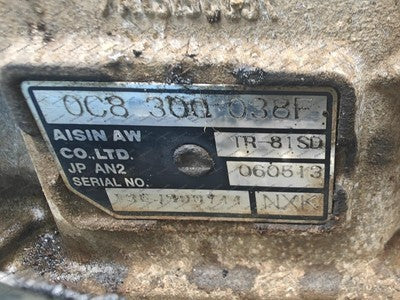 0C8 300 038F
AISIN AW TR-81SD
CO.,LTD.
JP AN2 060513
SERIAL NO.
NXK